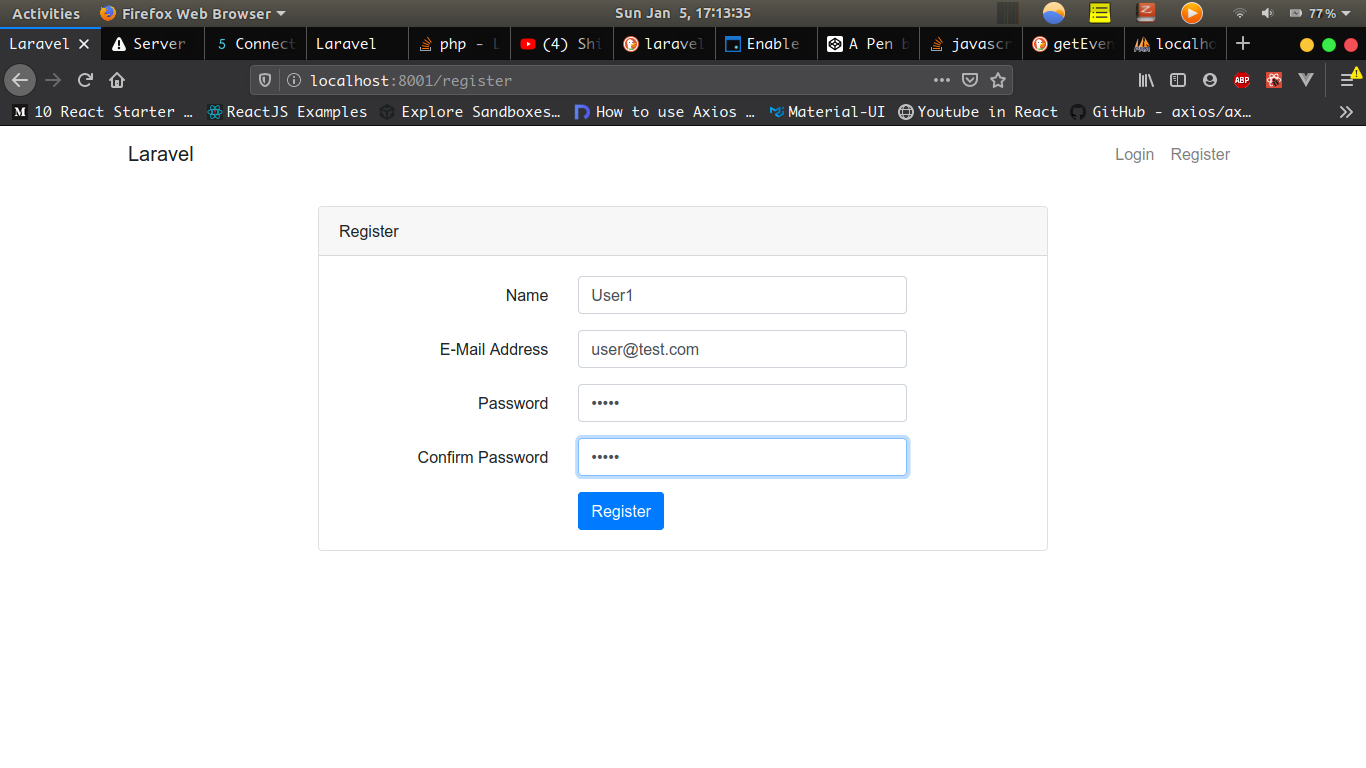 Activities Firefox Web Browser Sun Jan 5, 17:13:35 77%
Laravel Server 5 Connect Laravel php - L (4) Shi laravel Enable A Pen b javascr getEven localho
localhost:8001/register ABP
M 10 React Starter … ReactJS Examples Explore Sandboxes… How to use Axios … Material-UI Youtube in React GitHub - axios/ax…
Laravel Login Register
Register
Name User1
E-Mail Address user@test.com
Password •••••
Confirm Password •••••
Register